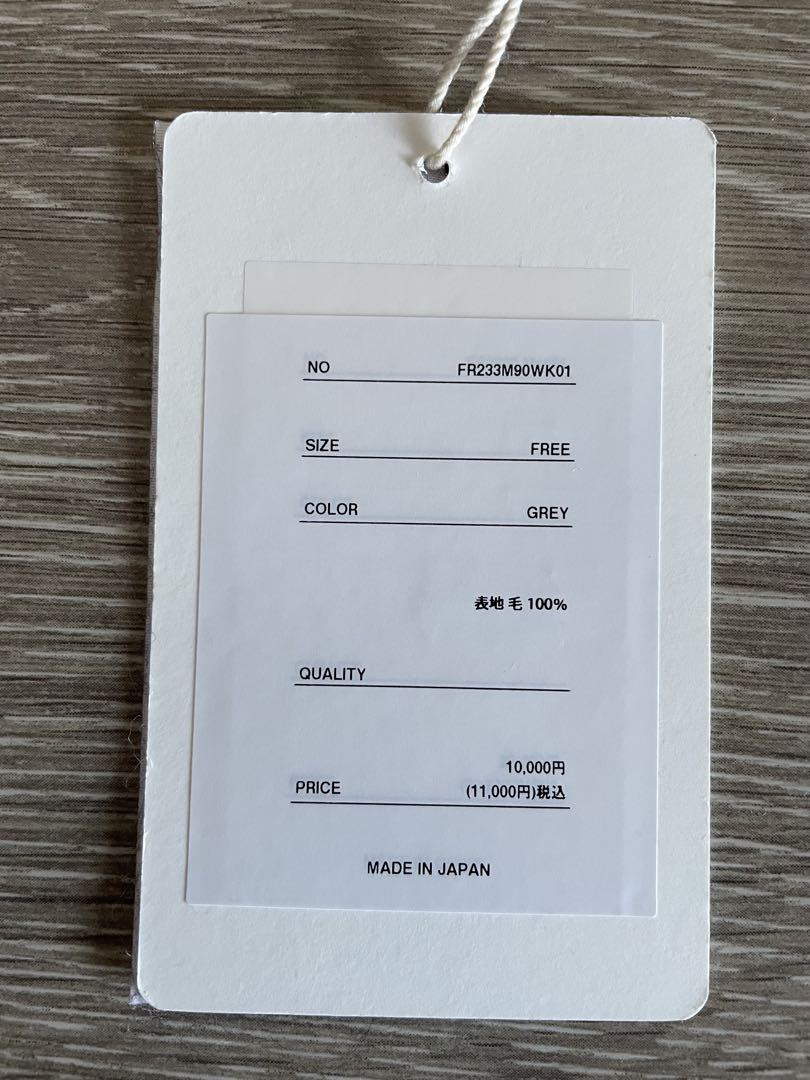 NO FR233M90WK01
SIZE FREE
COLOR GREY
表地 毛 100%
QUALITY
10,000円
PRICE (11,000円)税込
MADE IN JAPAN